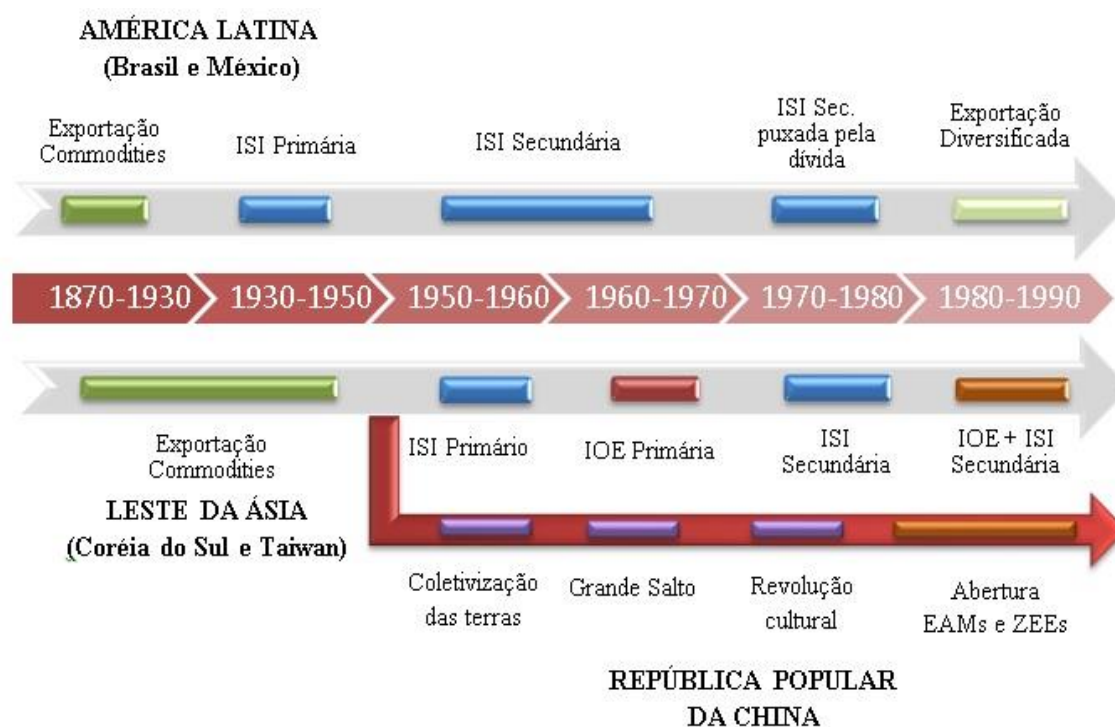 AMÉRICA LATINA
(Brasil e México)
Exportação
Commodities
ISI Primária
ISI Secundária
ISI Sec.
puxada pela
dívida
Exportação
Diversificada
1870-1930
1930-1950
1950-1960
1960-1970
1970-1980
1980-1990
Exportação
Commodities
ISI Primário
IOE Primária
ISI
Secundária
IOE + ISI
Secundária
LESTE DA ÁSIA
(Coréia do Sul e Taiwan)
Coletivização
das terras
Grande Salto
Revolução
cultural
Abertura
EAMs e ZEEs
REPÚBLICA POPULAR
DA CHINA